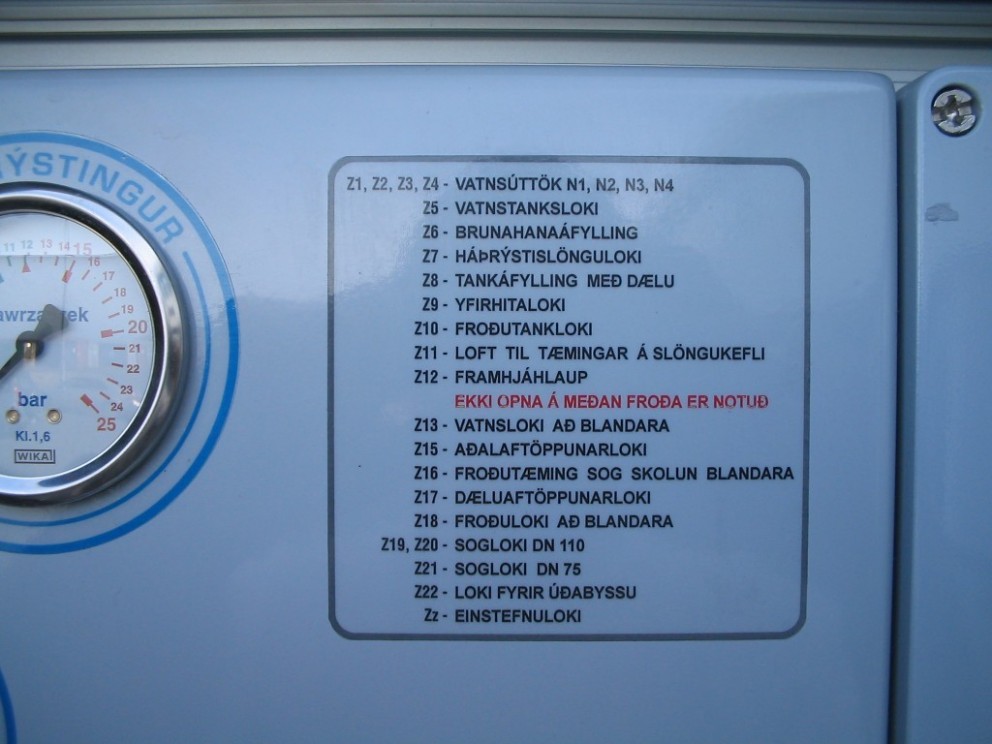 RÝSTINGUR
11 12 13 14 15
16
17
18
19
20
21
22
23
24
25
bar
Kl.1,6
WIKA
Z1, Z2, Z3, Z4 - VATNSÚTTÖK N1, N2, N3, N4
Z5 - VATNSTANKSLOKI
Z6 - BRUNAHANAÁFYLLING
Z7 - HÁÞRÝSTISLÖNGULOKI
Z8 - TANKÁFYLLING MEÐ DÆLU
Z9 - YFIRHITALOKI
Z10 - FROÐUTANKLOKI
Z11 - LOFT TIL TÆMINGAR Á SLÖNGUKEFLI
Z12 - FRAMHJÁHLAUP
EKKI OPNA Á MEÐAN FROÐA ER NOTUÐ
Z13 - VATNSLOKI AÐ BLANDARA
Z15 - AÐALAFTÖPPUNARLOKI
Z16 - FROÐUTÆMING SOG SKOLUN BLANDARA
Z17 - DÆLUAFTÖPPUNARLOKI
Z18 - FROÐULOKI AÐ BLANDARA
Z19, Z20 - SOGLOKI DN 110
Z21 - SOGLOKI DN 75
Z22 - LOKI FYRIR ÚÐABYSSU
Zz - EINSTEFNULOKI